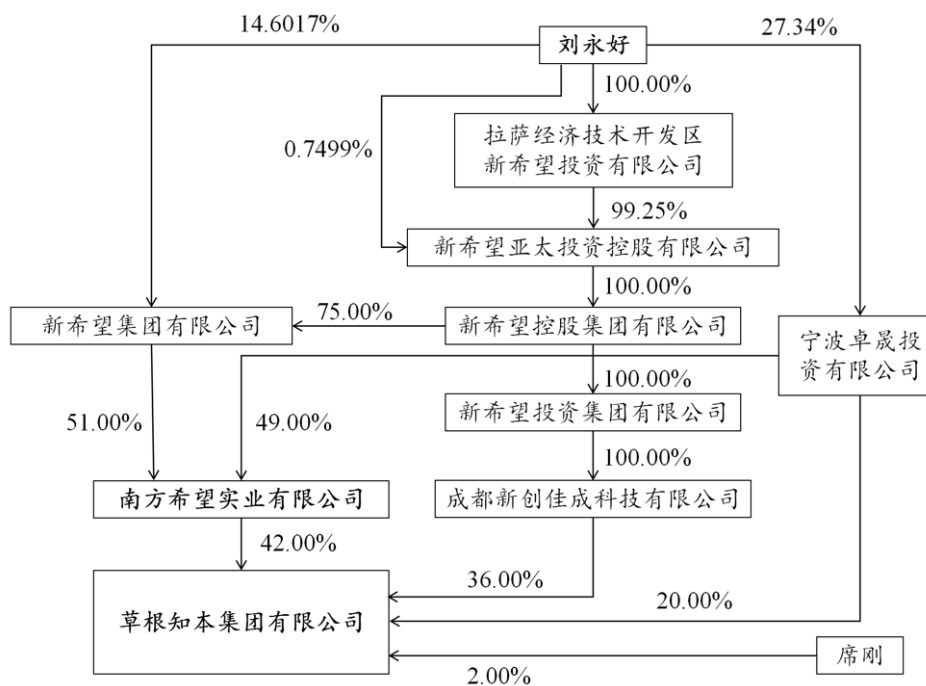 14.6017%
刘永好
27.34%
100.00%
拉萨经济技术开发区
新希望投资有限公司
0.7499%
99.25%
新希望亚太投资控股有限公司
100.00%
新希望集团有限公司
75.00%
新希望控股集团有限公司
宁波卓晟投
资有限公司
100.00%
51.00%
49.00%
新希望投资集团有限公司
100.00%
南方希望实业有限公司
成都新创佳成科技有限公司
42.00%
36.00%
20.00%
草根知本集团有限公司
席刚
2.00%